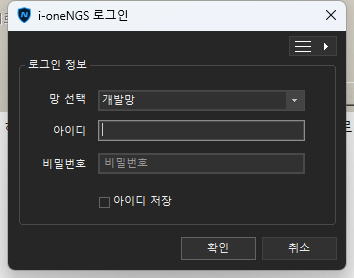 i-oneNGS 로그인
로그인 정보
망 선택 개발망
아이디
비밀번호 비밀번호
아이디 저장
확인 취소